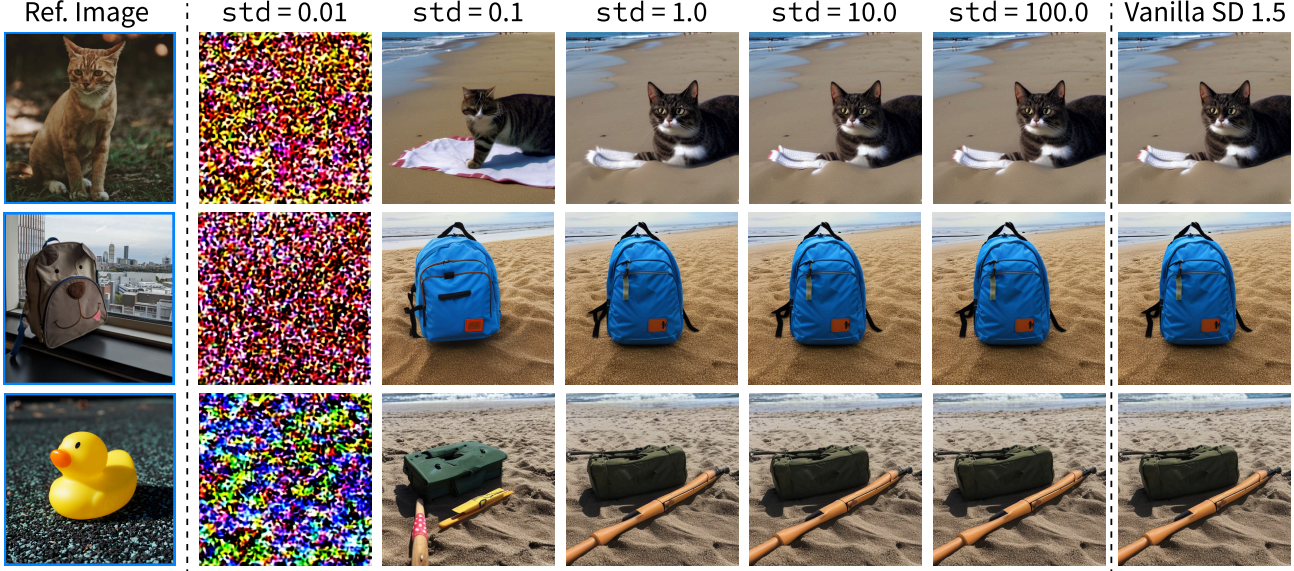 Ref. Image std = 0.01 std = 0.1 std = 1.0 std = 10.0 std = 100.0 Vanilla SD 1.5